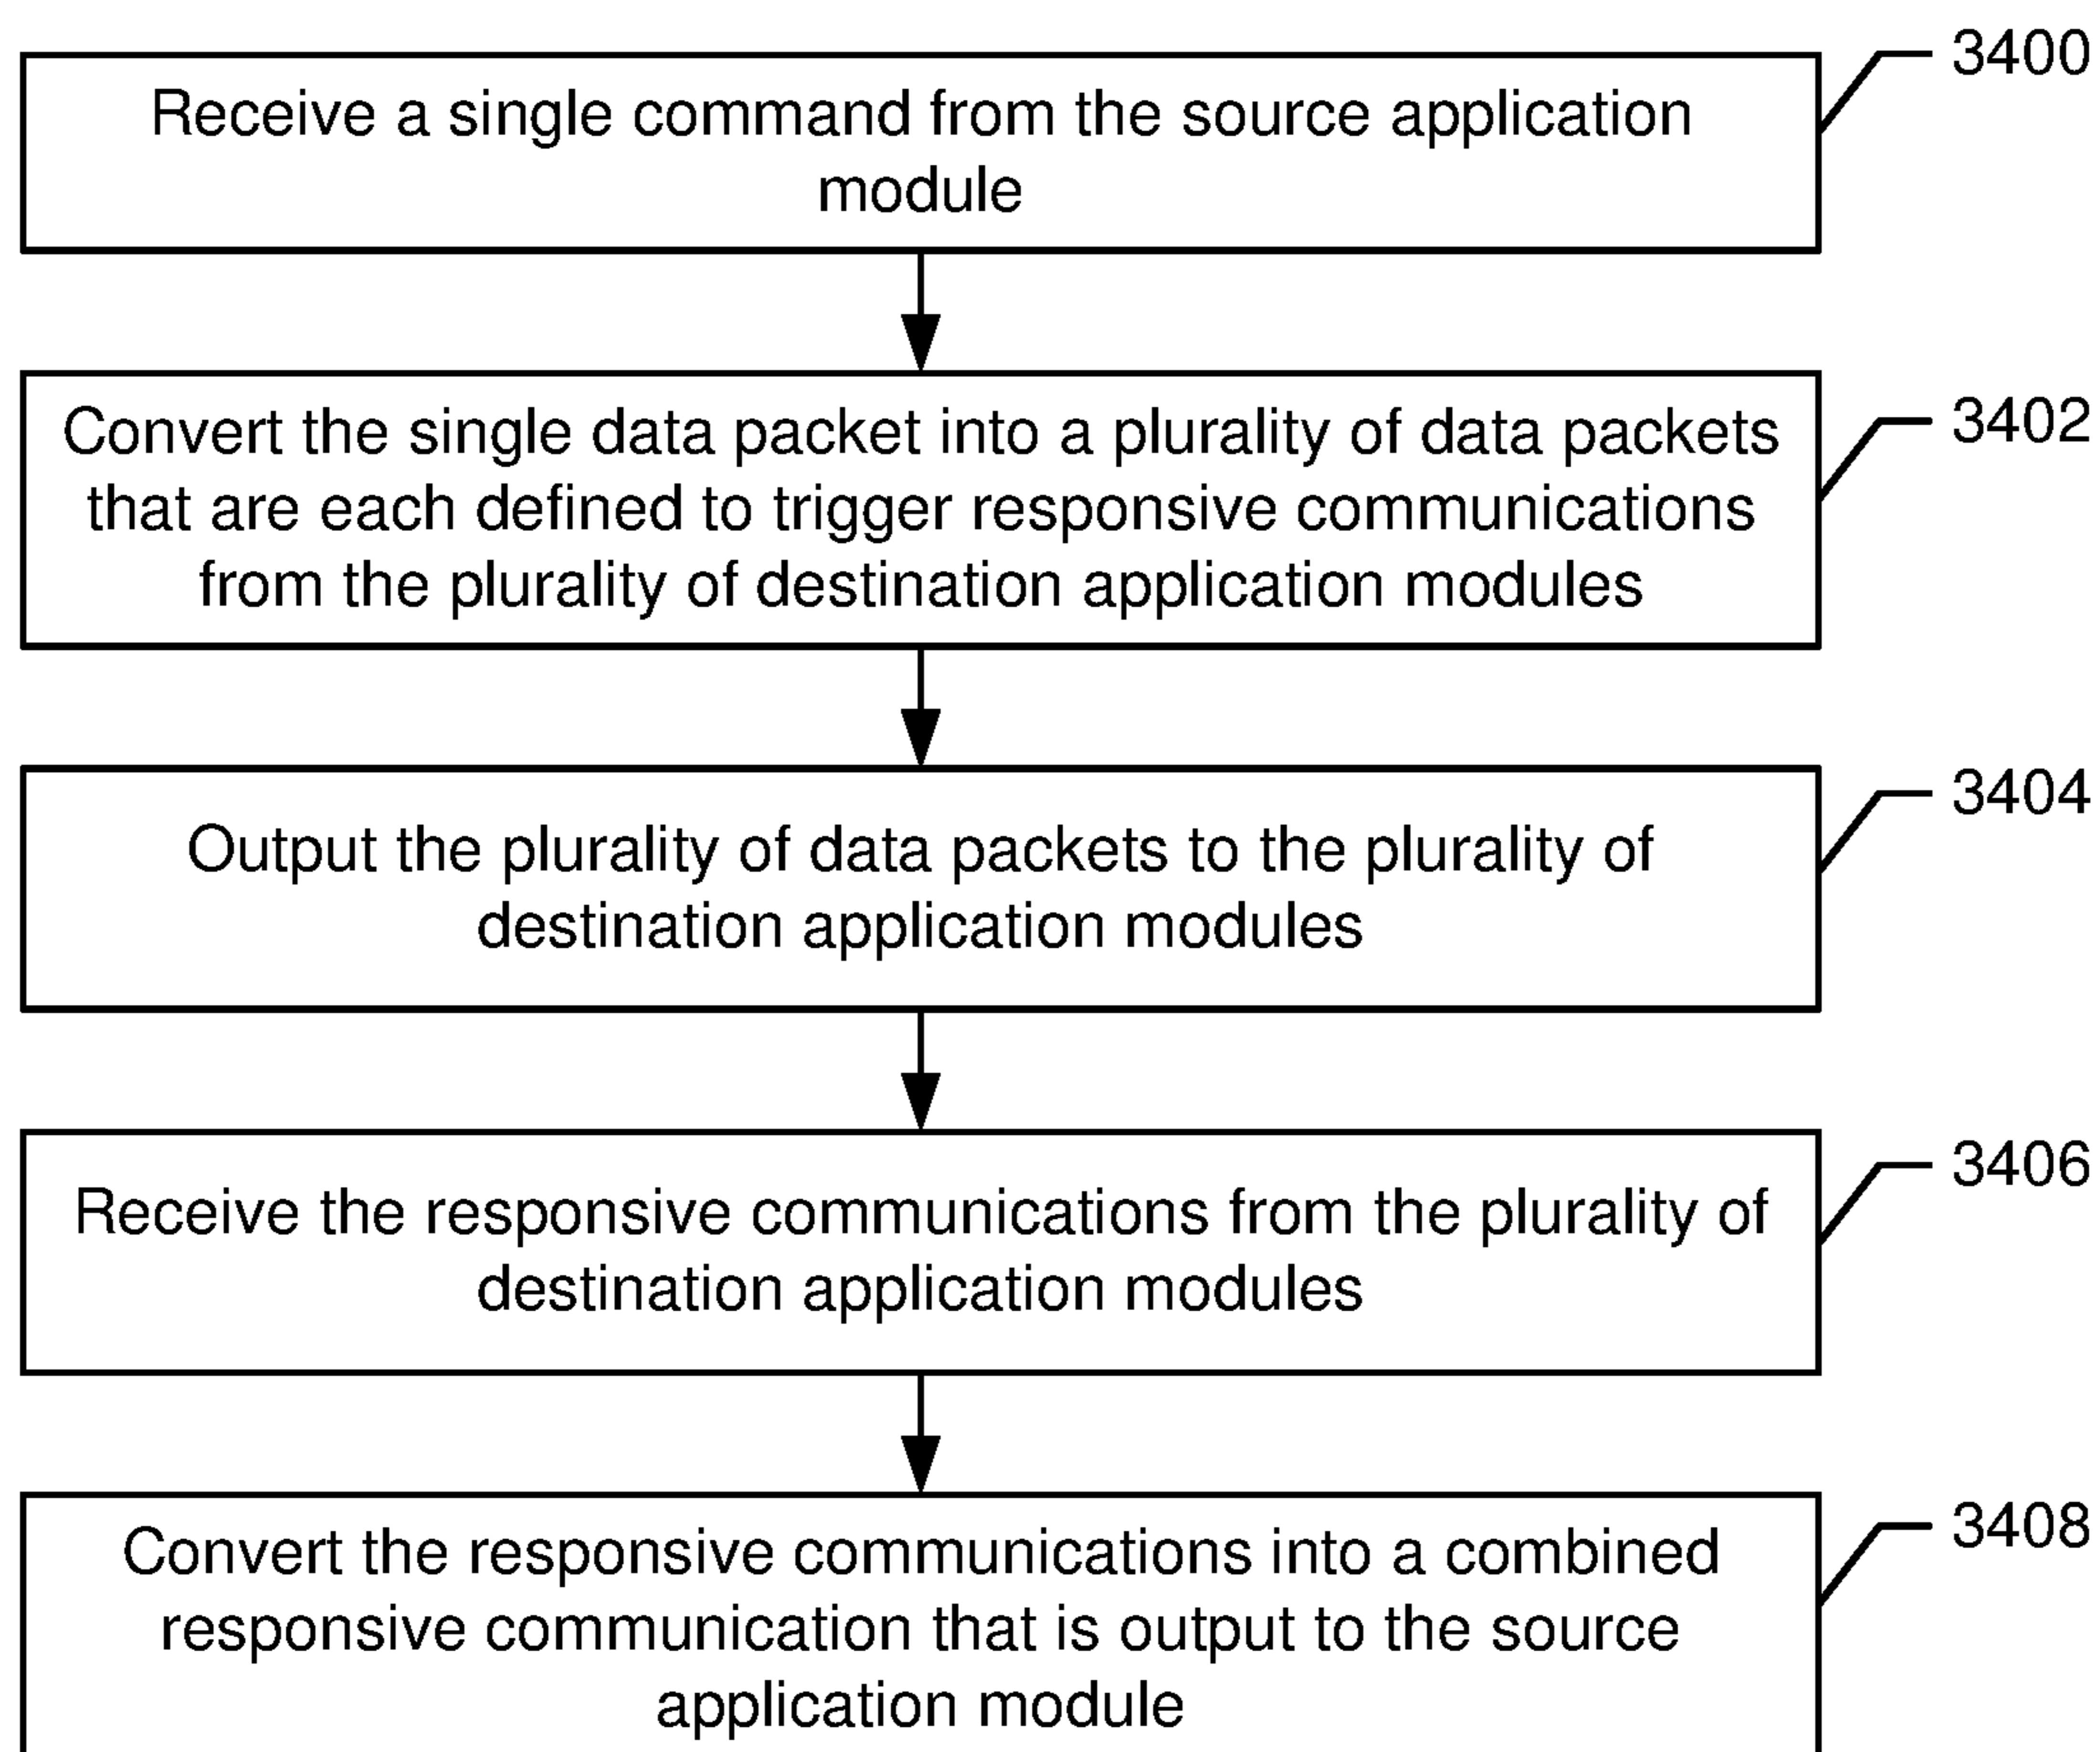 3400
Receive a single command from the source application
module
3402
Convert the single data packet into a plurality of data packets
that are each defined to trigger responsive communications
from the plurality of destination application modules
3404
Output the plurality of data packets to the plurality of
destination application modules
3406
Receive the responsive communications from the plurality of
destination application modules
3408
Convert the responsive communications into a combined
responsive communication that is output to the source
application module